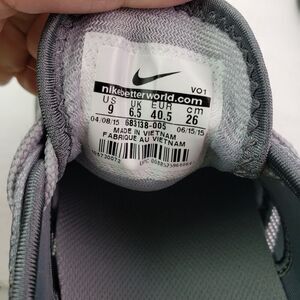 VO1
nikebetterworld.com
US UK EUR cm
9 6.5 40.5 26
04/08/15 683138-005 06/15/15
MADE IN VIETNAM
FABRIQUE AU VIETNAM